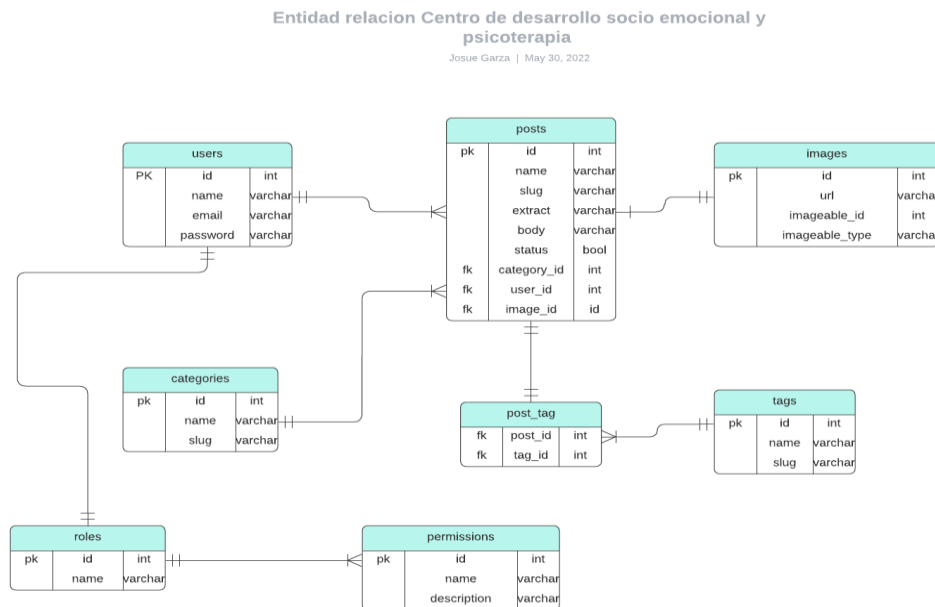 Entidad relacion Centro de desarrollo socio emocional y
psicoterapia
Josue Garza | May 30, 2022
users
PK id int
name varchar
email varchar
password varchar
posts
pk id int
name varchar
slug varchar
extract varchar
body varchar
status bool
fk category_id int
fk user_id int
fk image_id id
images
pk id int
url varcha
imageable_id int
imageable_type varcha
categories
pk id int
name varchar
slug varchar
post_tag
fk post_id int
fk tag_id int
tags
pk id int
name varchar
slug varchar
roles
pk id int
name varchar
permissions
pk id int
name varchar
description varchar